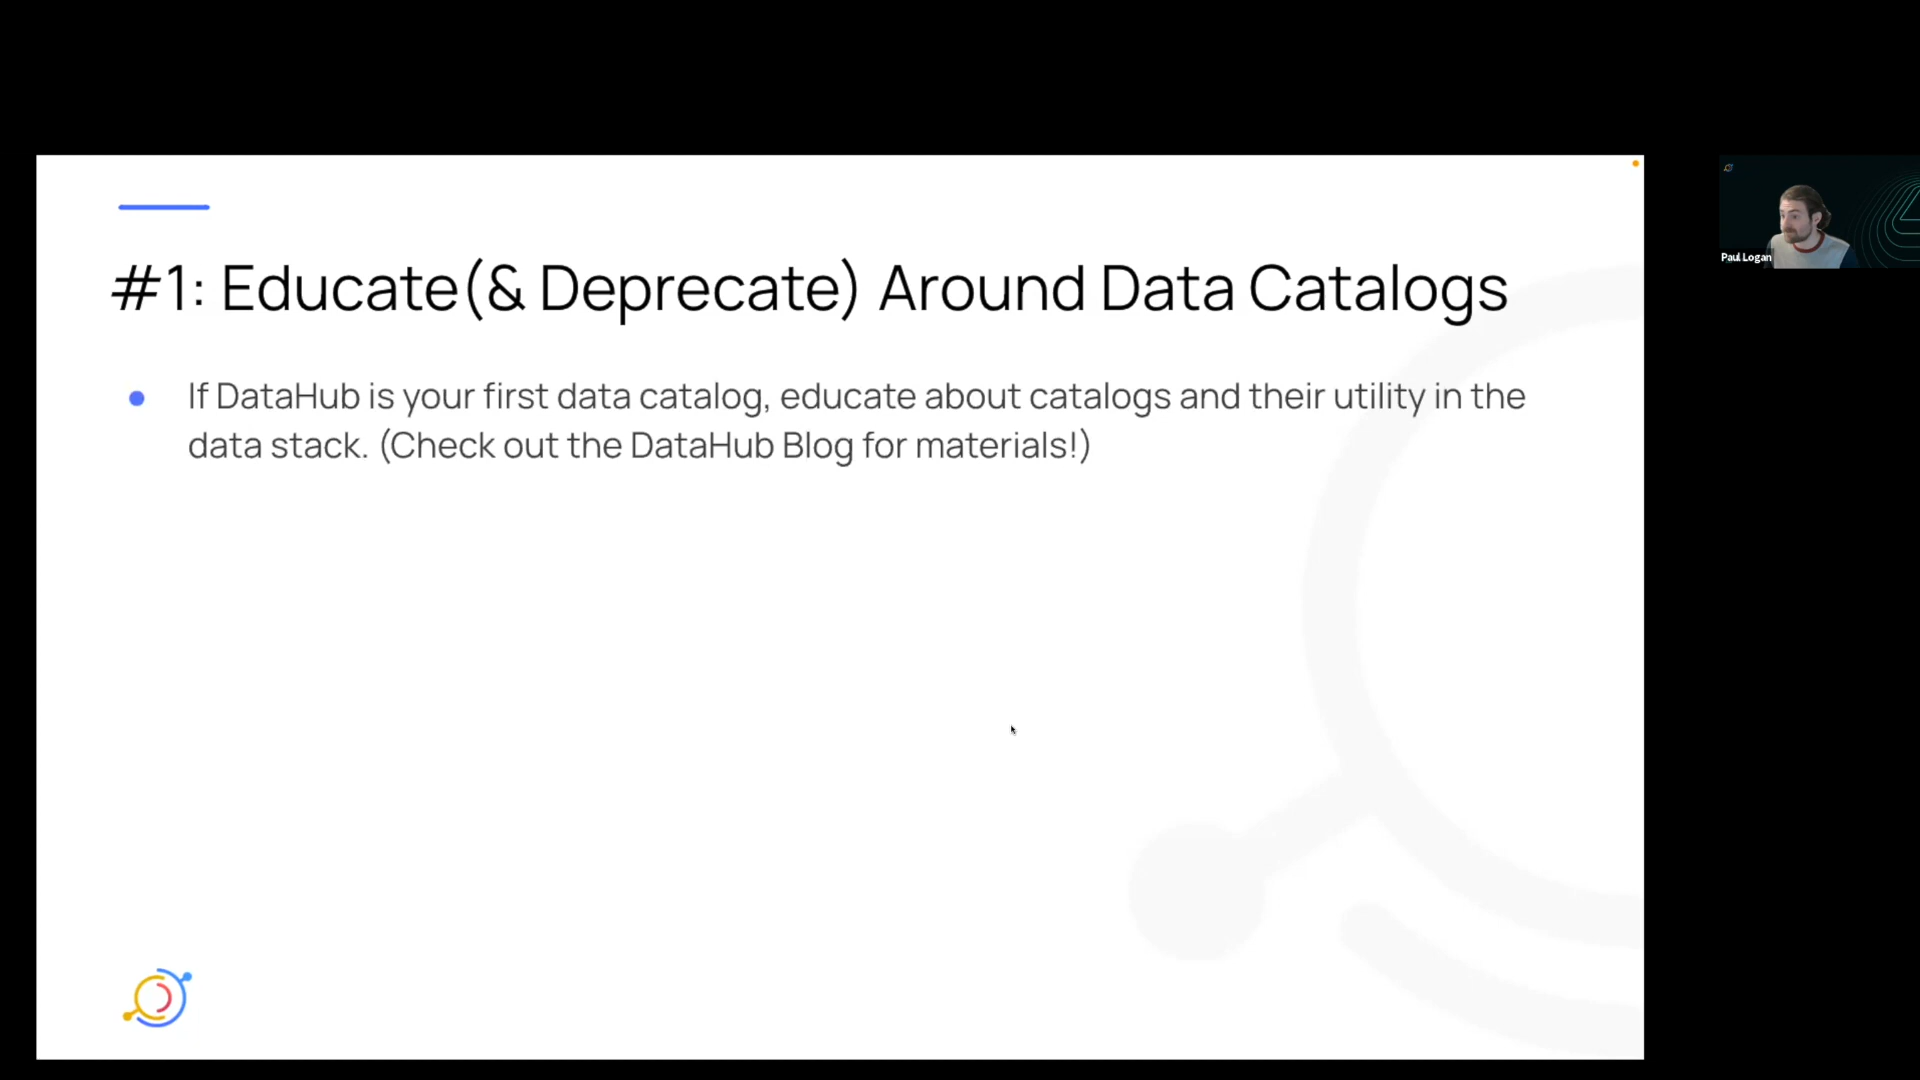 #1: Educate(& Deprecate) Around Data Catalogs
If DataHub is your first data catalog, educate about catalogs and their utility in the
data stack. (Check out the DataHub Blog for materials!)
Paul Logan